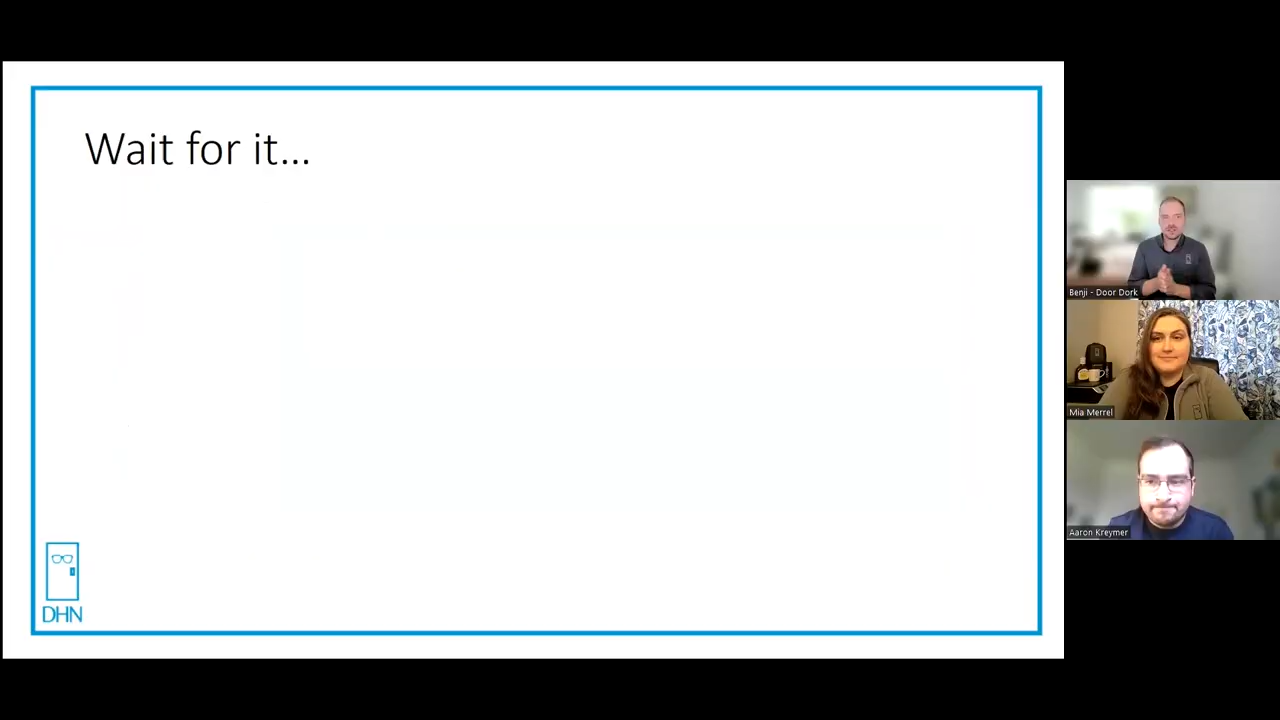 Wait for it...
DHN
Benji - Door Dork
Mia Merrel
Aaron Kreymer